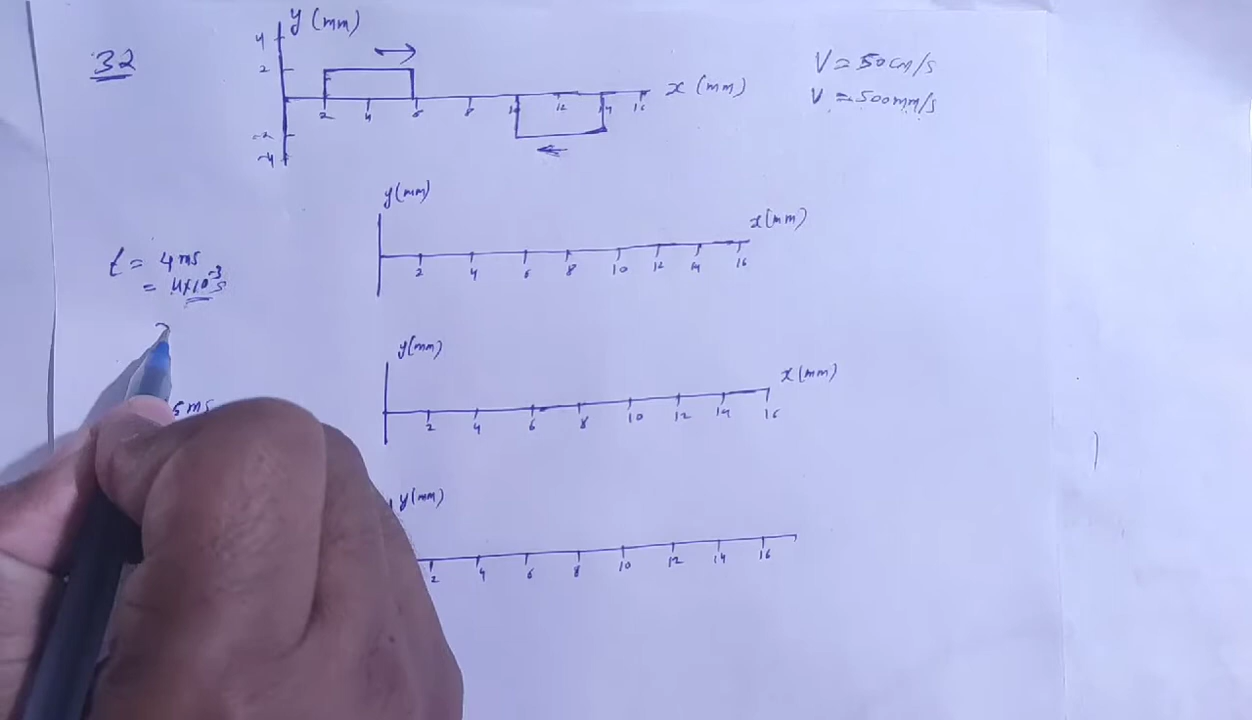 32
y (mm)
4
2
-2
-4
2 4 6 8 10 12 14 16
x (mm)
V = 50cm/s
V = 500mm/s
y(mm)
2 4 6 8 10 12 14 16
x(mm)
t = 4ms
= 4×10⁻³s
y(mm)
2 4 6 8 10 12 14 16
x(mm)
5ms
y(mm)
2 4 6 8 10 12 14 16